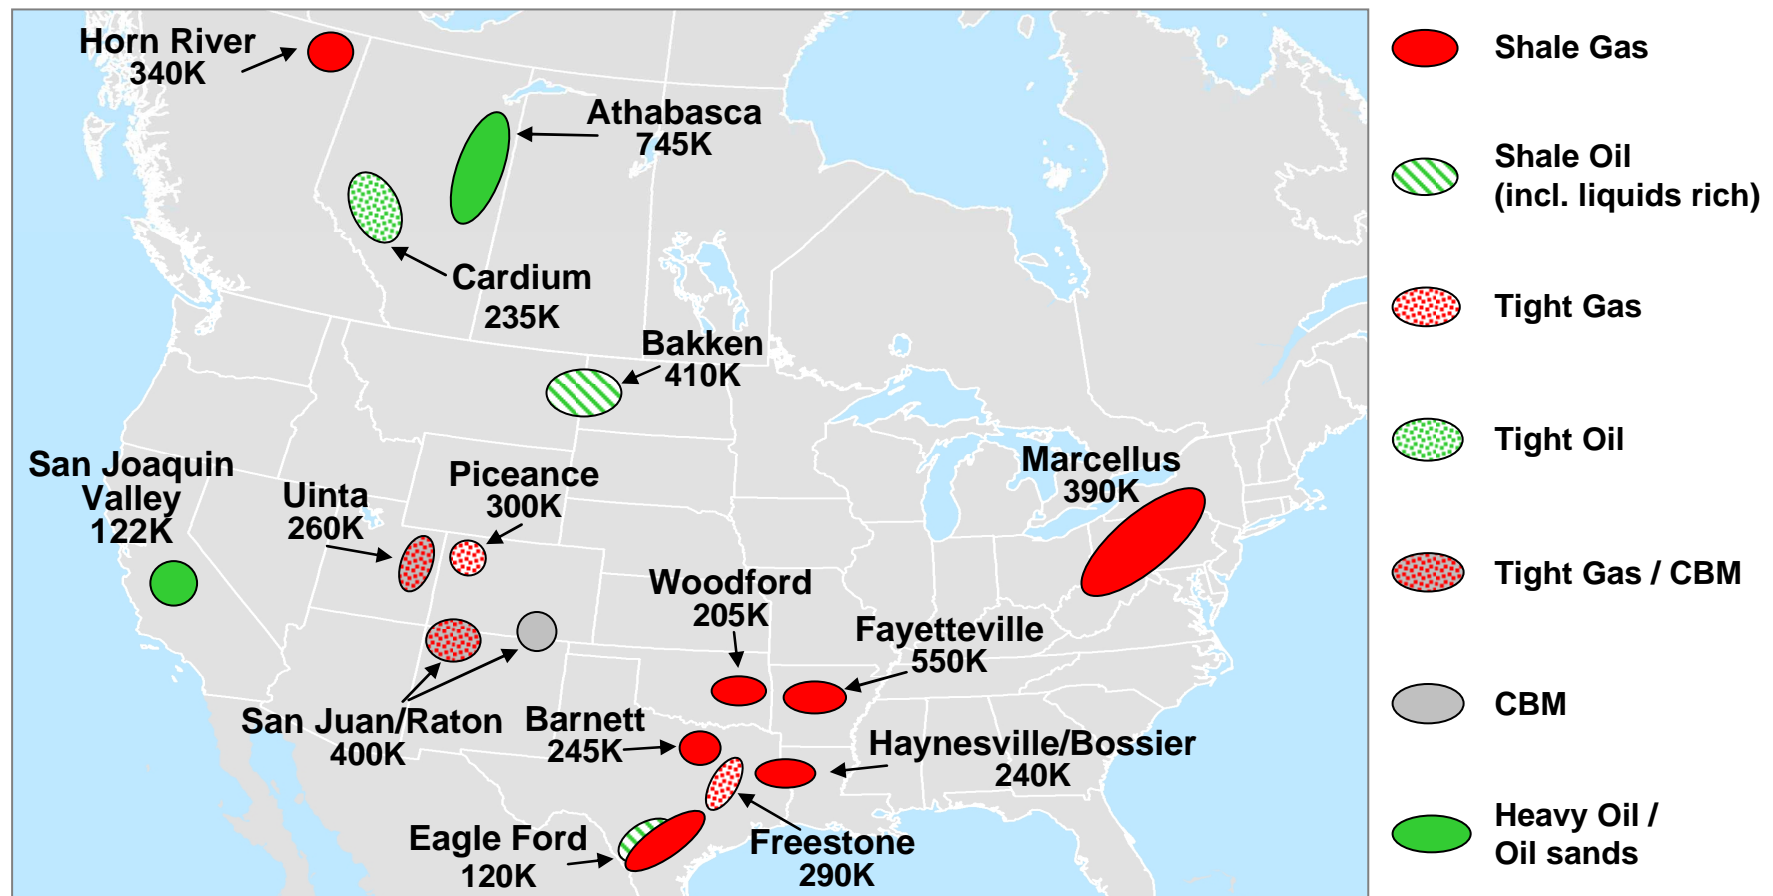 Horn River
340K
Athabasca
745K
Cardium
235K
Bakken
410K
San Joaquin
Valley
122K
Uinta
260K
Piceance
300K
Marcellus
390K
Woodford
205K
Fayetteville
550K
San Juan/Raton
400K
Barnett
245K
Haynesville/Bossier
240K
Eagle Ford
120K
Freestone
290K
Shale Gas
Shale Oil
(incl. liquids rich)
Tight Gas
Tight Oil
Tight Gas / CBM
CBM
Heavy Oil /
Oil sands